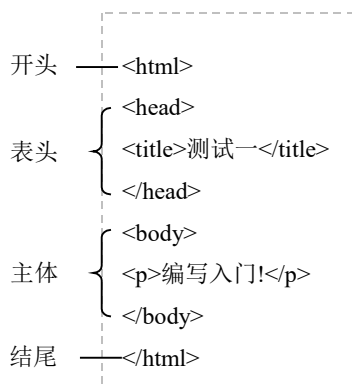 开头 <html>
<head>
表头 <title>测试一</title>
</head>
<body>
主体 <p>编写入门!</p>
</body>
结尾 </html>